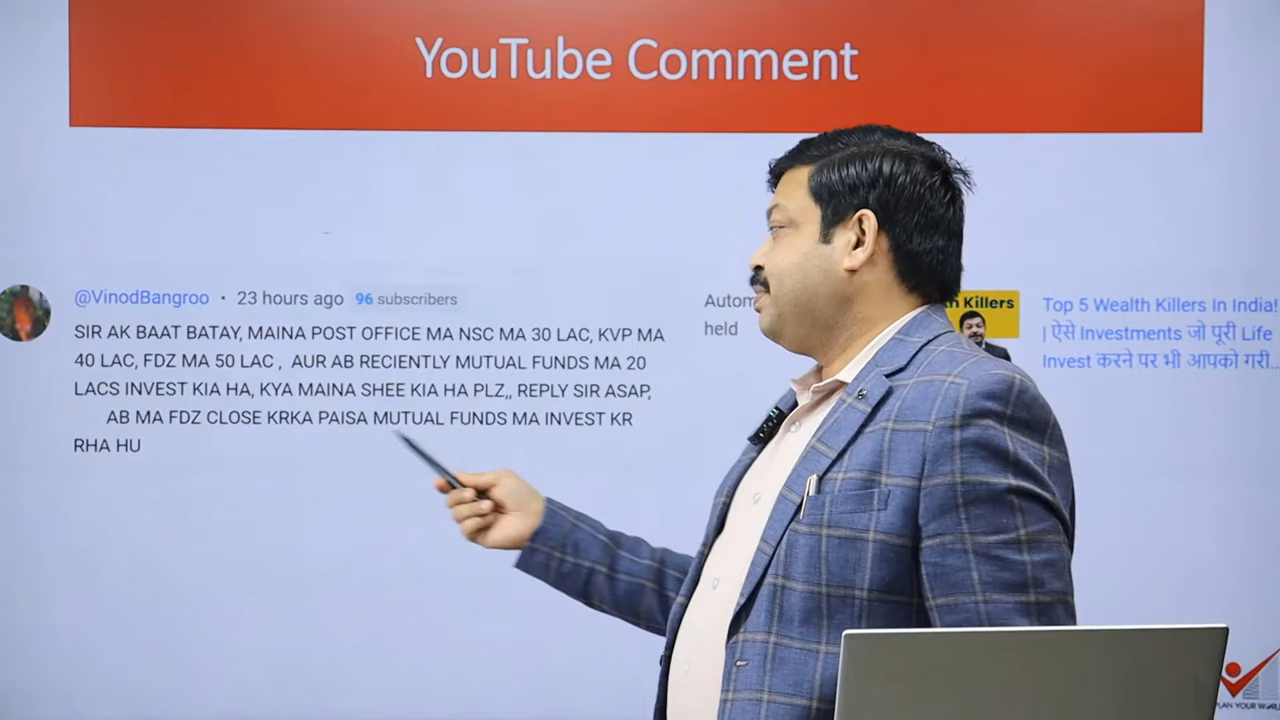 YouTube Comment
@VinodBangroo • 23 hours ago 96 subscribers
SIR AK BAAT BATAY, MAINA POST OFFICE MA NSC MA 30 LAC, KVP MA
40 LAC, FDZ MA 50 LAC , AUR AB RECIENTLY MUTUAL FUNDS MA 20
LACS INVEST KIA HA, KYA MAINA SHEE KIA HA PLZ,, REPLY SIR ASAP,
AB MA FDZ CLOSE KRKA PAISA MUTUAL FUNDS MA INVEST KR
RHA HU
held
Killers
Top 5 Wealth Killers In India!
| ऐसे Investments जो पूरी Life
Invest करने पर भी आपको गरी...
PLAN YOUR